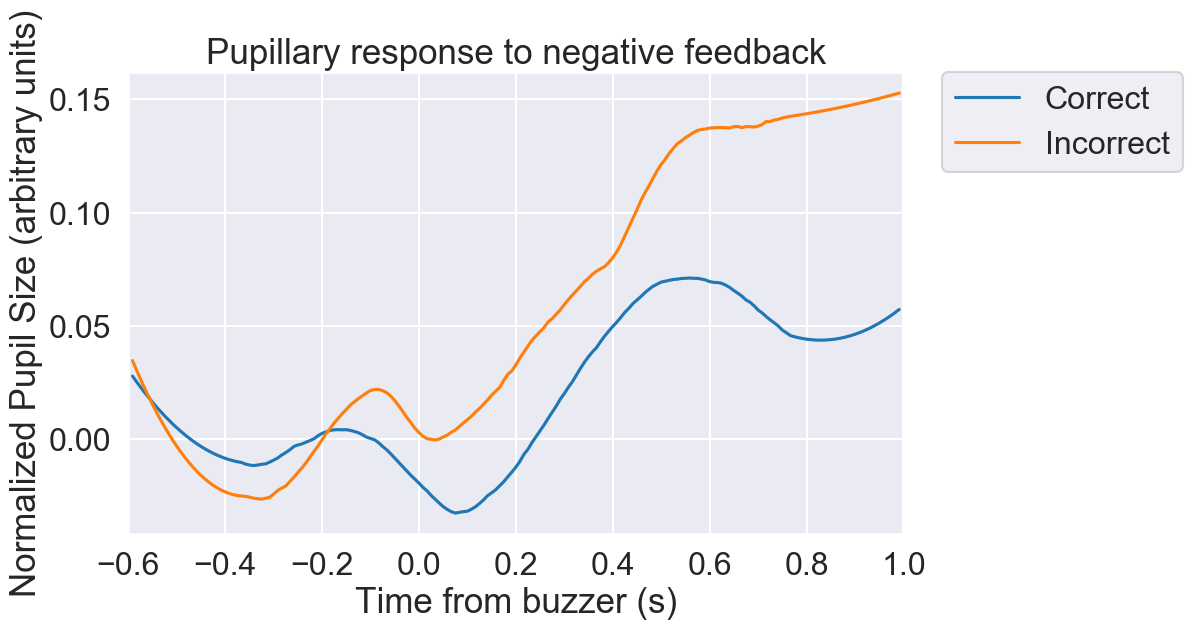 Pupillary response to negative feedback
Normalized Pupil Size (arbitrary units)
0.15
0.10
0.05
0.00
−0.6 −0.4 −0.2 0.0 0.2 0.4 0.6 0.8 1.0
Time from buzzer (s)
Correct
Incorrect